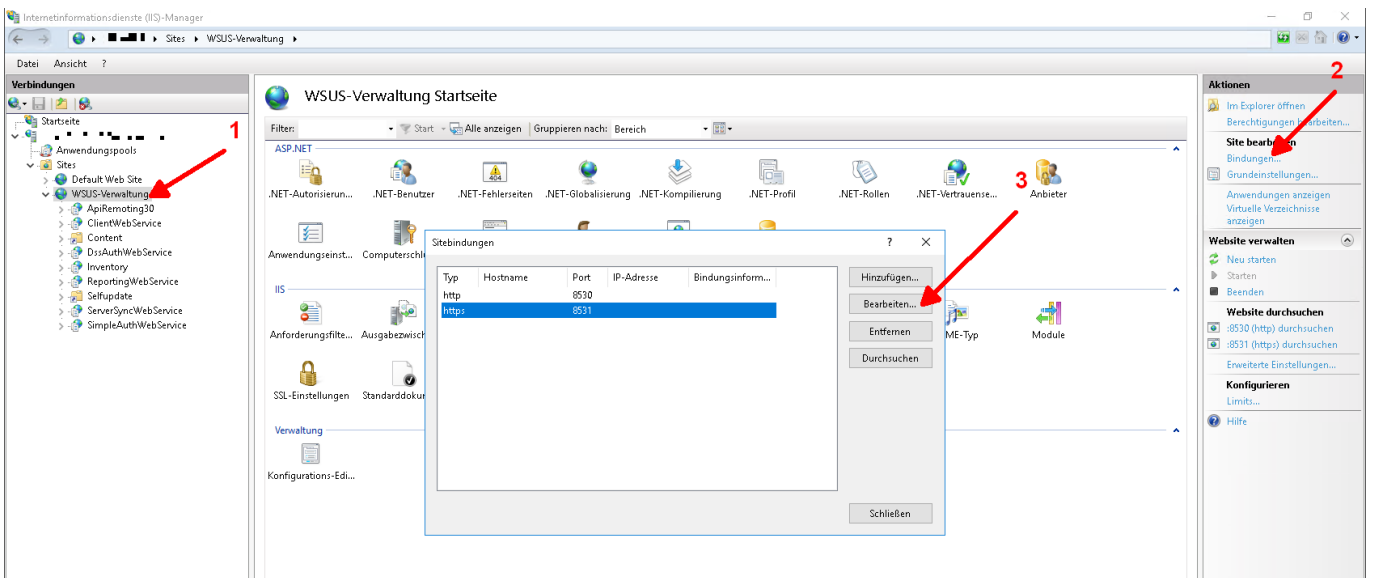 Internetinformationsdienste (IIS)-Manager
Sites WSUS-Verwaltung
Datei Ansicht ?
Verbindungen
Startseite
Anwendungspools
Sites
Default Web Site
WSUS-Verwaltung
ApiRemoting30
ClientWebService
Content
DssAuthWebService
Inventory
ReportingWebService
Selfupdate
ServerSyncWebService
SimpleAuthWebService
1
WSUS-Verwaltung Startseite
Filter: Start Alle anzeigen Gruppieren nach: Bereich
ASP.NET
.NET-Autorisierun... .NET-Benutzer .NET-Fehlerseiten .NET-Globalisierung .NET-Kompilierung .NET-Profil .NET-Rollen .NET-Vertrauense... Anbieter
404
3
Anwendungseinst... Computerschlü
IIS
Anforderungsfilte... Ausgabezwisch ME-Typ Module
SSL-Einstellungen Standarddokur
Verwaltung
Konfigurations-Edi...
Sitebindungen ?
Typ Hostname Port IP-Adresse Bindungsinform...
http 8530
https 8531
Hinzufügen...
Bearbeiten...
Entfernen
Durchsuchen
Schließen
2
Aktionen
Im Explorer öffnen
Berechtigungen bearbeiten...
Site bearbeiten
Bindungen...
Grundeinstellungen...
Anwendungen anzeigen
Virtuelle Verzeichnisse
anzeigen
Website verwalten
Neu starten
Starten
Beenden
Website durchsuchen
:8530 (http) durchsuchen
:8531 (https) durchsuchen
Erweiterte Einstellungen...
Konfigurieren
Limits...
Hilfe